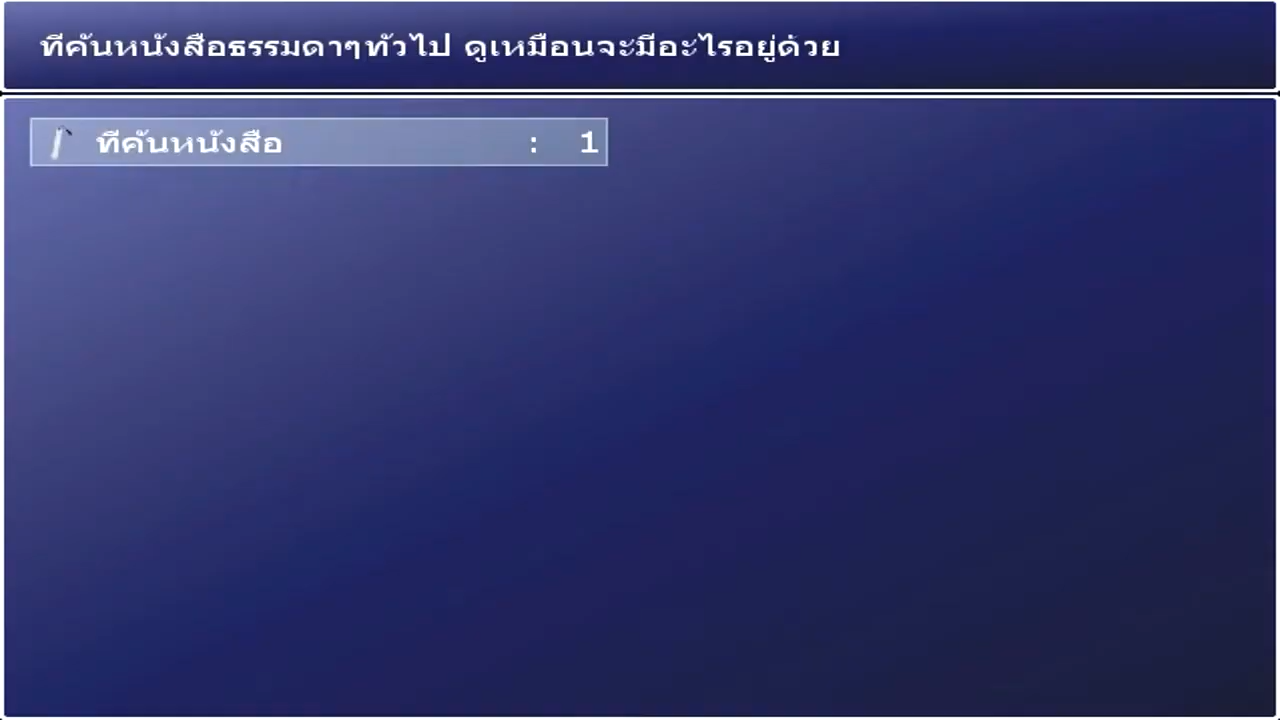 ที่คั่นหนังสือธรรมดาๆทั่วไป ดูเหมือนจะมีอะไรอยู่ด้วย
ที่คั่นหนังสือ : 1